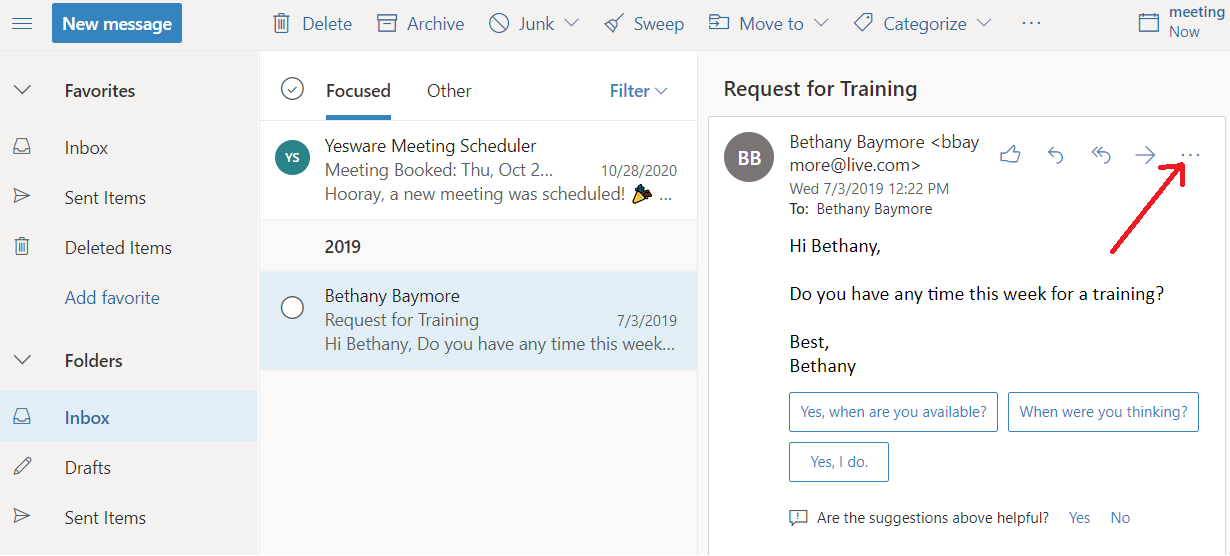 New message
Delete
Archive
Junk
Sweep
Move to
Categorize
meeting
Now
Favorites
Inbox
Sent Items
Deleted Items
Add favorite
Folders
Inbox
Drafts
Sent Items
Focused
Other
Filter
YS
Yesware Meeting Scheduler
Meeting Booked: Thu, Oct 2... 10/28/2020
Hooray, a new meeting was scheduled! 🎉 ...
2019
Bethany Baymore
Request for Training 7/3/2019
Hi Bethany, Do you have any time this week...
Request for Training
BB
Bethany Baymore <bbay
more@live.com>
Wed 7/3/2019 12:22 PM
To: Bethany Baymore
Hi Bethany,
Do you have any time this week for a training?
Best,
Bethany
Yes, when are you available?
When were you thinking?
Yes, I do.
Are the suggestions above helpful? Yes No